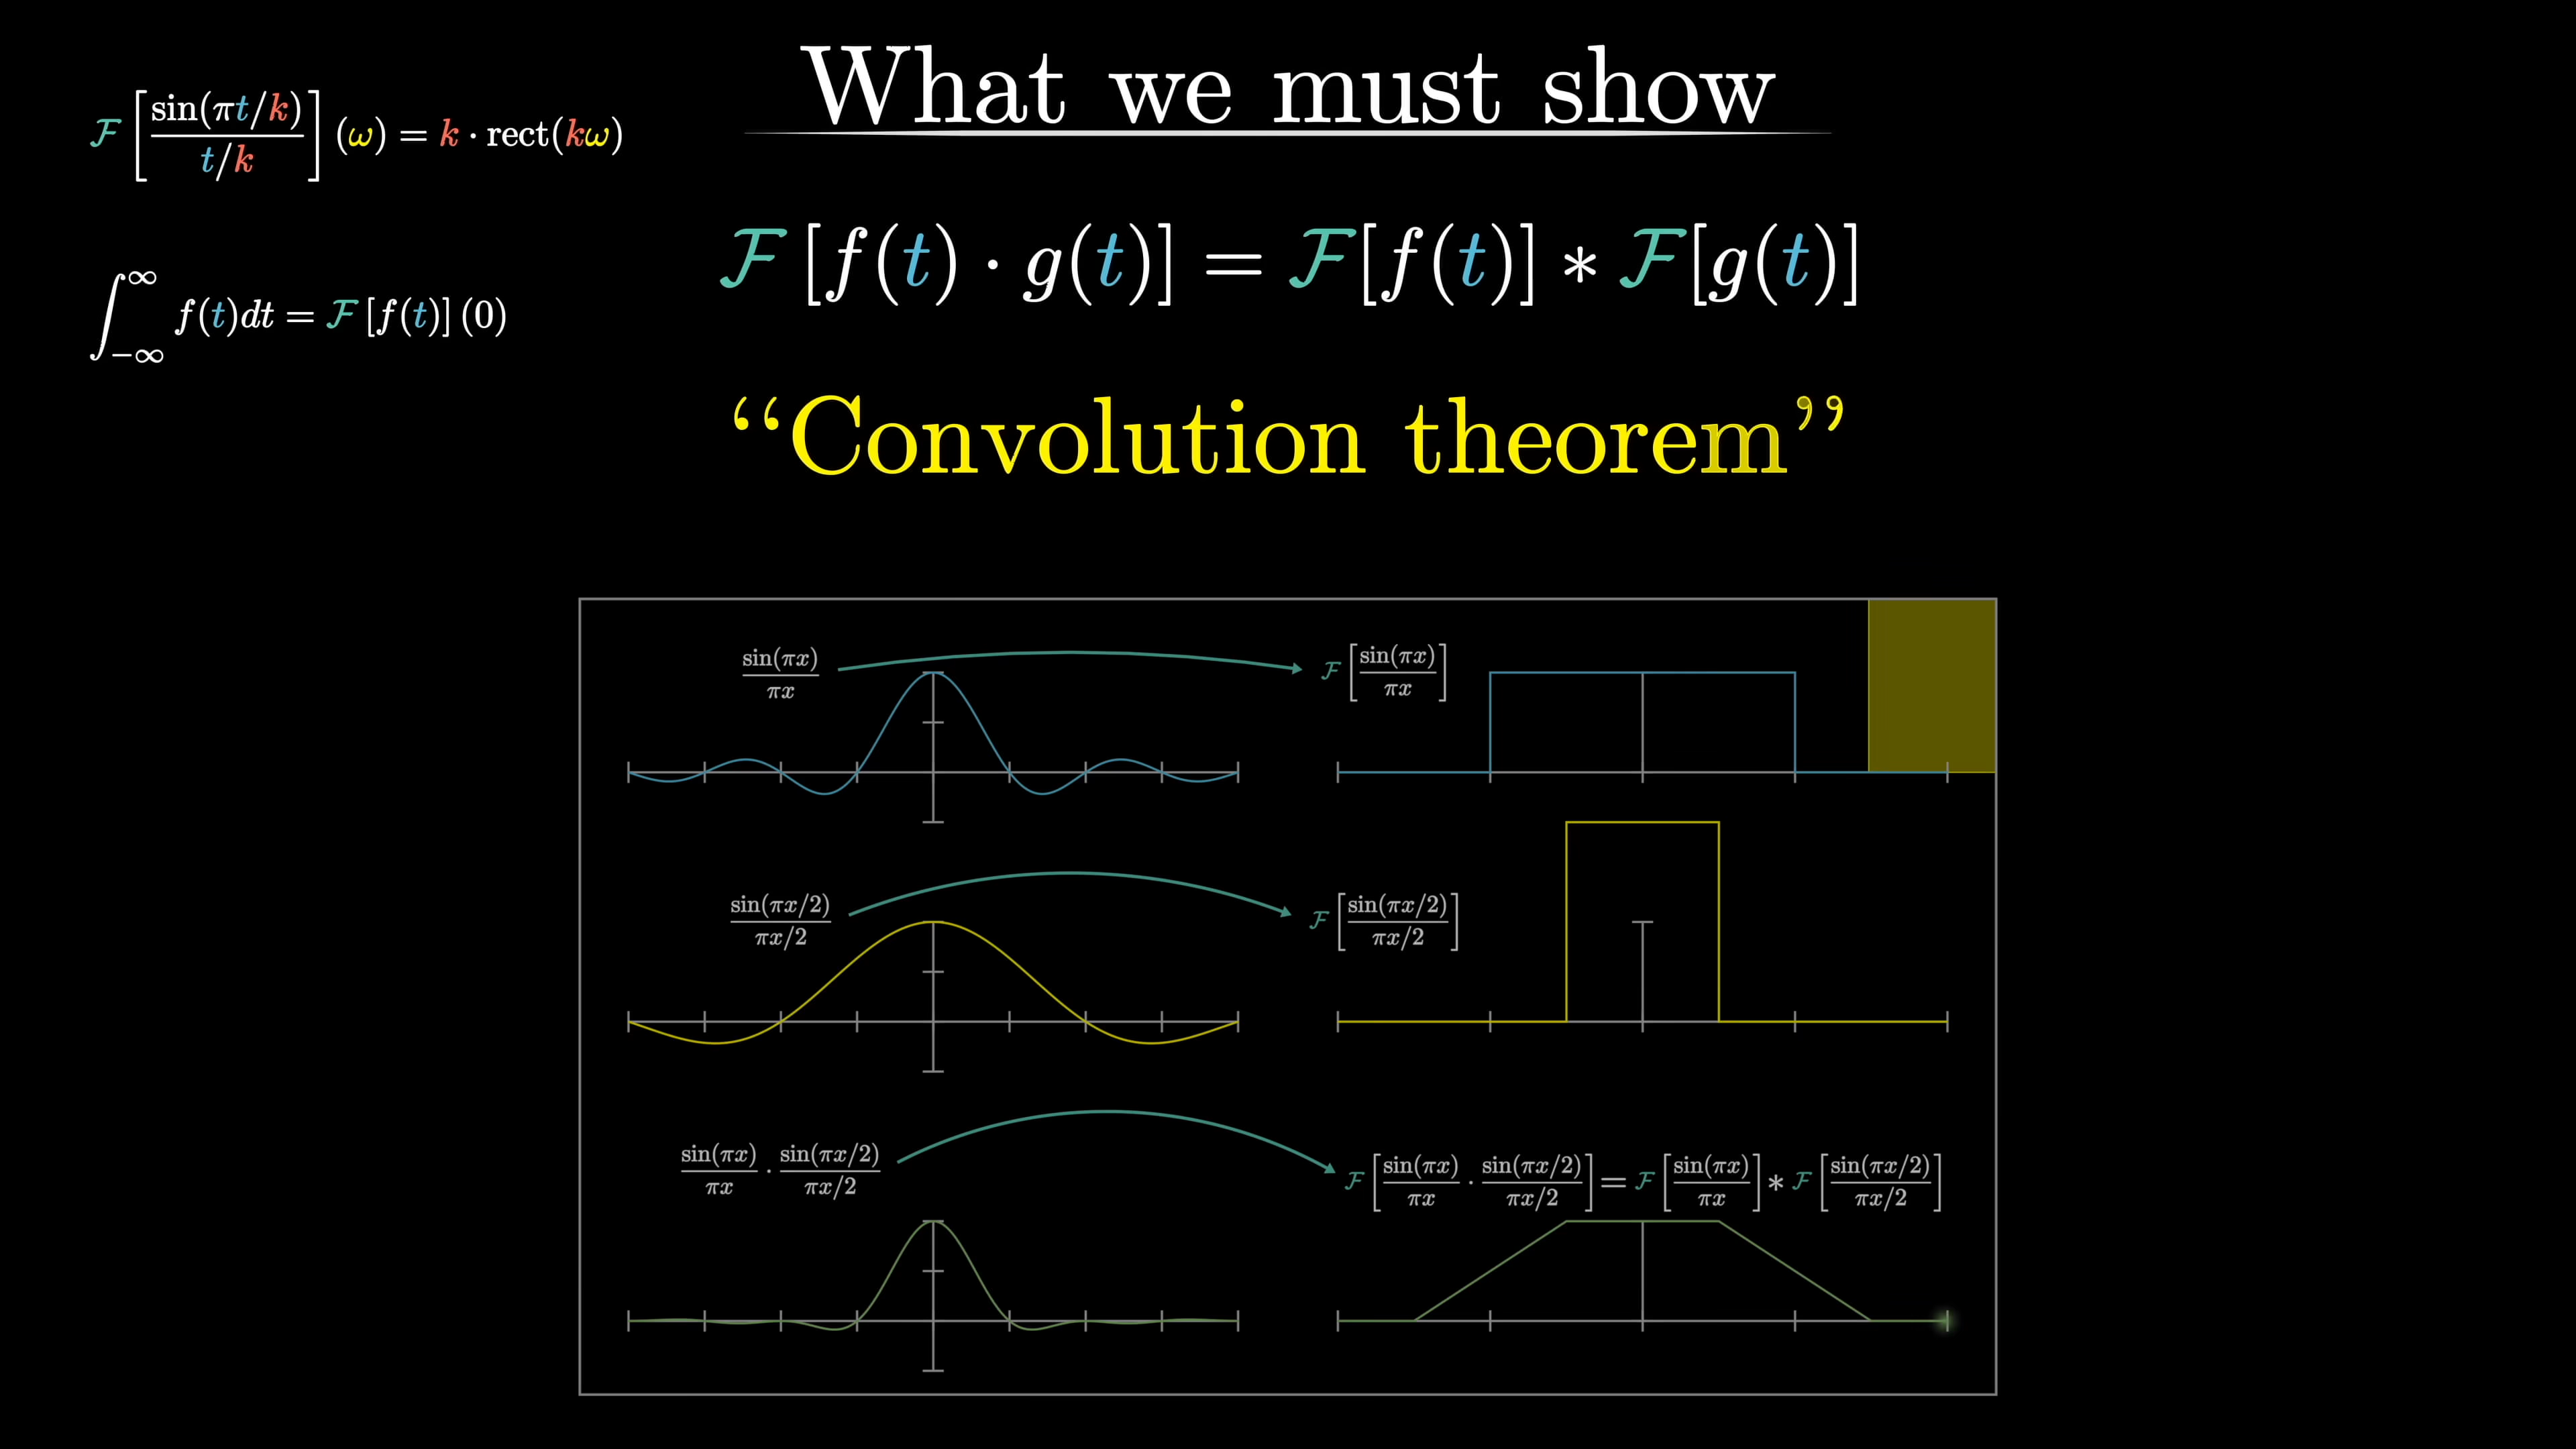 What we must show
𝓕 [sin(πt/k) / t/k] (ω) = k · rect(kω)
∫_{-∞}^{∞} f(t)dt = 𝓕 [f(t)] (0)
𝓕 [f(t) · g(t)] = 𝓕[f(t)] * 𝓕[g(t)]
“Convolution theorem”
sin(πx) / πx
𝓕 [sin(πx) / πx]
sin(πx/2) / πx/2
𝓕 [sin(πx/2) / πx/2]
sin(πx) / πx · sin(πx/2) / πx/2
𝓕 [sin(πx) / πx · sin(πx/2) / πx/2] = 𝓕 [sin(πx) / πx] * 𝓕 [sin(πx/2) / πx/2]